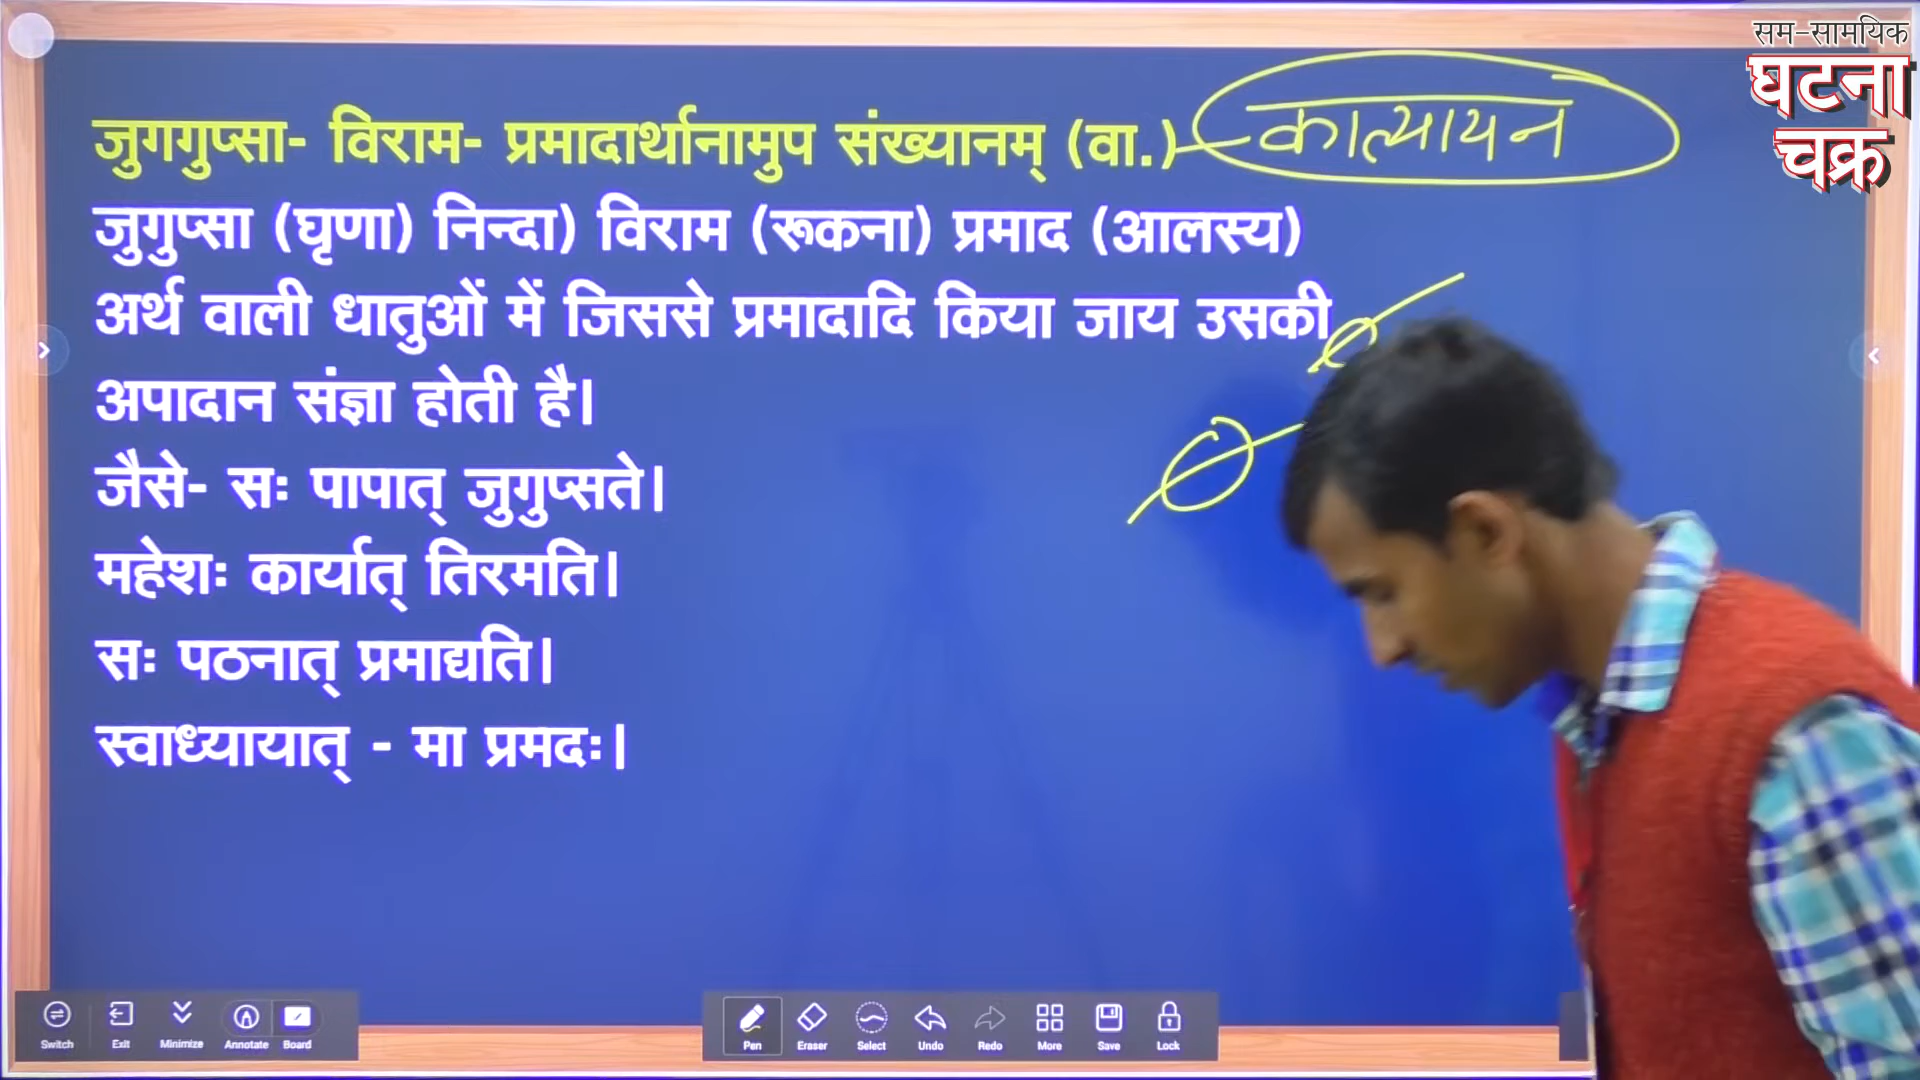 सम-सामयिक
घटना
चक्र
जुगगुप्सा- विराम- प्रमादार्थानामुप संख्यानम् (वा.) कात्यायन
जुगुप्सा (घृणा) निन्दा) विराम (रूकना) प्रमाद (आलस्य)
अर्थ वाली धातुओं में जिससे प्रमादादि किया जाय उसकी
अपादान संज्ञा होती है।
जैसे- सः पापात् जुगुप्सते।
महेशः कार्यात् तिरमति।
सः पठनात् प्रमाद्यति।
स्वाध्यायात् - मा प्रमदः।
Switch Exit Minimize Annotate Board Pen Eraser Select Undo Redo More Save Lock